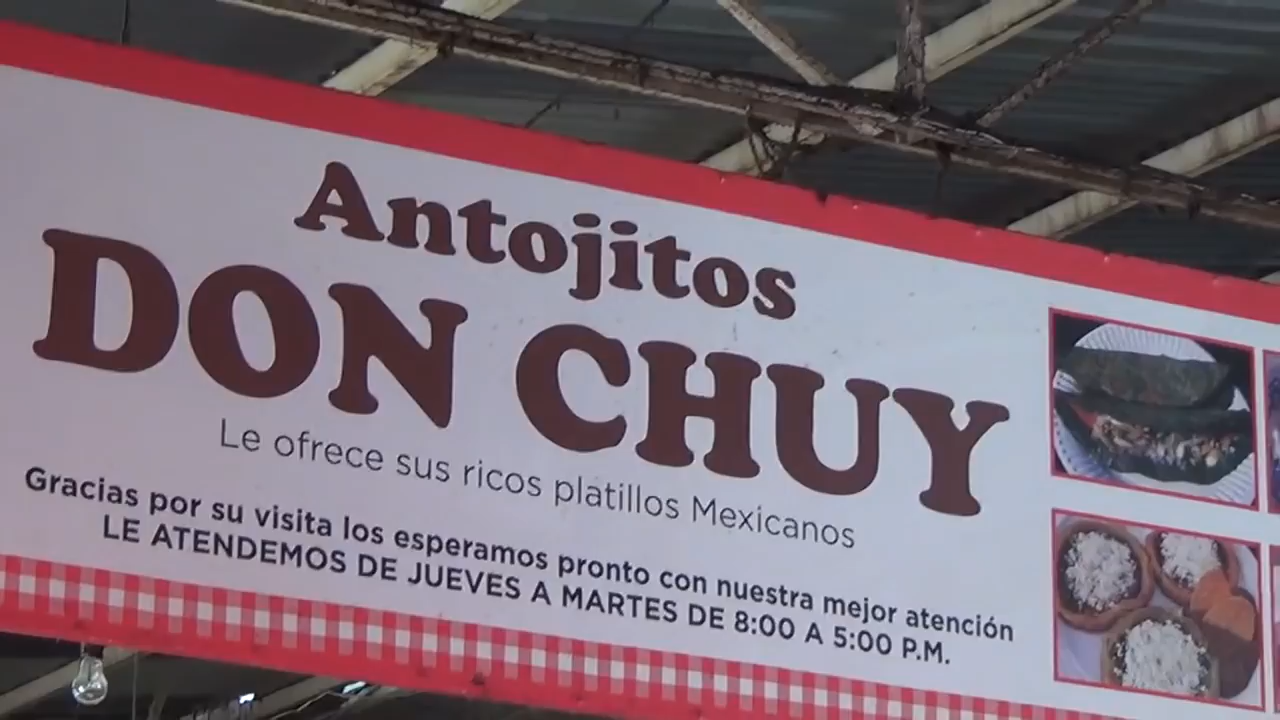 Antojitos
DON CHUY
Le ofrece sus ricos platillos Mexicanos
Gracias por su visita los esperamos pronto con nuestra mejor atención
LE ATENDEMOS DE JUEVES A MARTES DE 8:00 A 5:00 P.M.